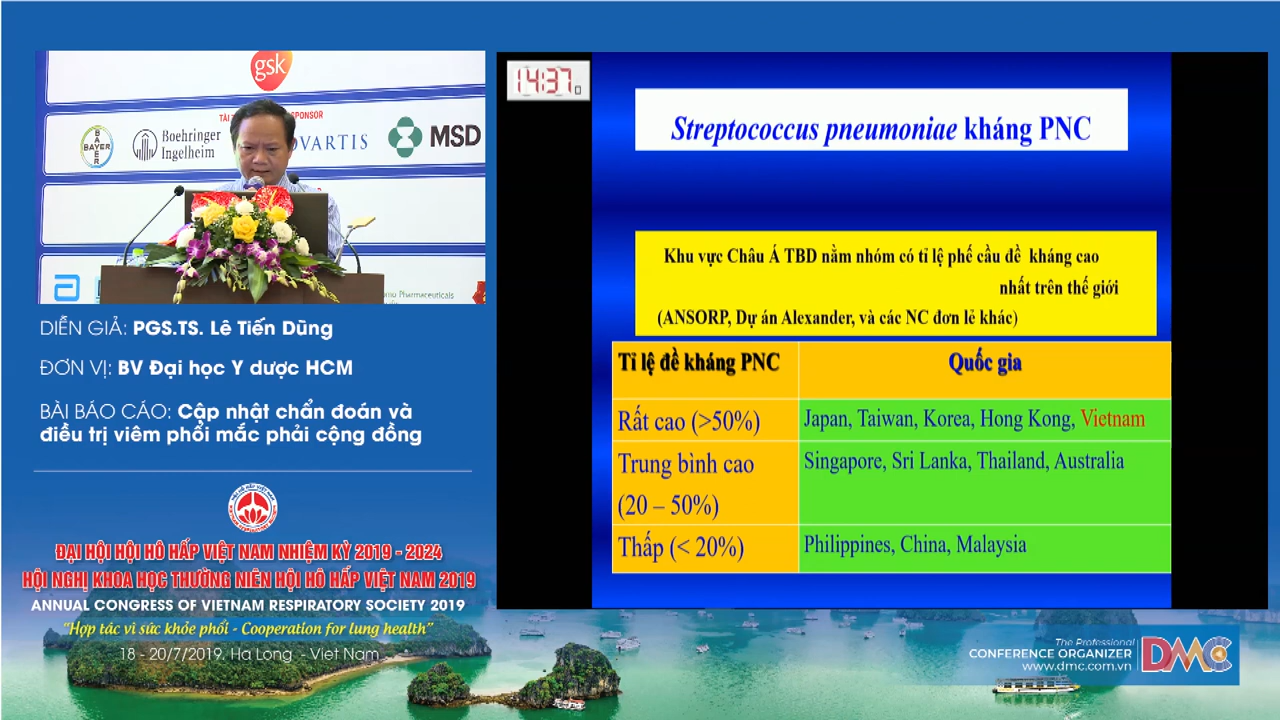 gsk
TÀI TRỢ
SPONSOR
BAYER
BAYER
Boehringer
Ingelheim
NOVARTIS
MSD
Pharmaceuticals
DIỄN GIẢ: PGS.TS. Lê Tiến Dũng
ĐƠN VỊ: BV Đại học Y dược HCM
BÀI BÁO CÁO: Cập nhật chẩn đoán và
điều trị viêm phổi mắc phải cộng đồng
ĐẠI HỘI HỘI HÔ HẤP VIỆT NAM NHIỆM KỲ 2019 - 2024
HỘI NGHỊ KHOA HỌC THƯỜNG NIÊN HỘI HÔ HẤP VIỆT NAM 2019
ANNUAL CONGRESS OF VIETNAM RESPIRATORY SOCIETY 2019
"Hợp tác vì sức khỏe phổi - Cooperation for lung health"
18 - 20/7/2019. Ha Long - Viet Nam
14:37
Streptococcus pneumoniae kháng PNC
Khu vực Châu Á TBD nằm nhóm có tỉ lệ phế cầu đề kháng cao
nhất trên thế giới
(ANSORP, Dự án Alexander, và các NC đơn lẻ khác)
Tỉ lệ đề kháng PNC Quốc gia
Rất cao (>50%) Japan, Taiwan, Korea, Hong Kong, Vietnam
Trung bình cao Singapore, Sri Lanka, Thailand, Australia
(20 – 50%)
Thấp (< 20%) Philippines, China, Malaysia
The Professional
CONFERENCE ORGANIZER
www.dmc.com.vn
DMC